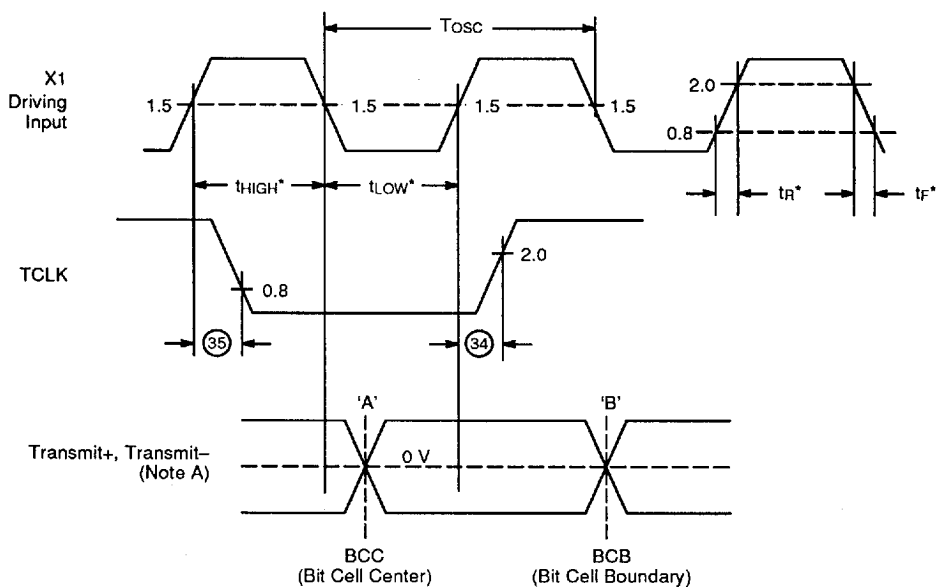 TOSC
X1
Driving
Input
1.5
1.5
1.5
1.5
2.0
0.8
tHIGH*
tLOW*
tR*
tF*
TCLK
0.8
2.0
35
34
'A'
'B'
Transmit+, Transmit–
(Note A)
0 V
BCC
(Bit Cell Center)
BCB
(Bit Cell Boundary)